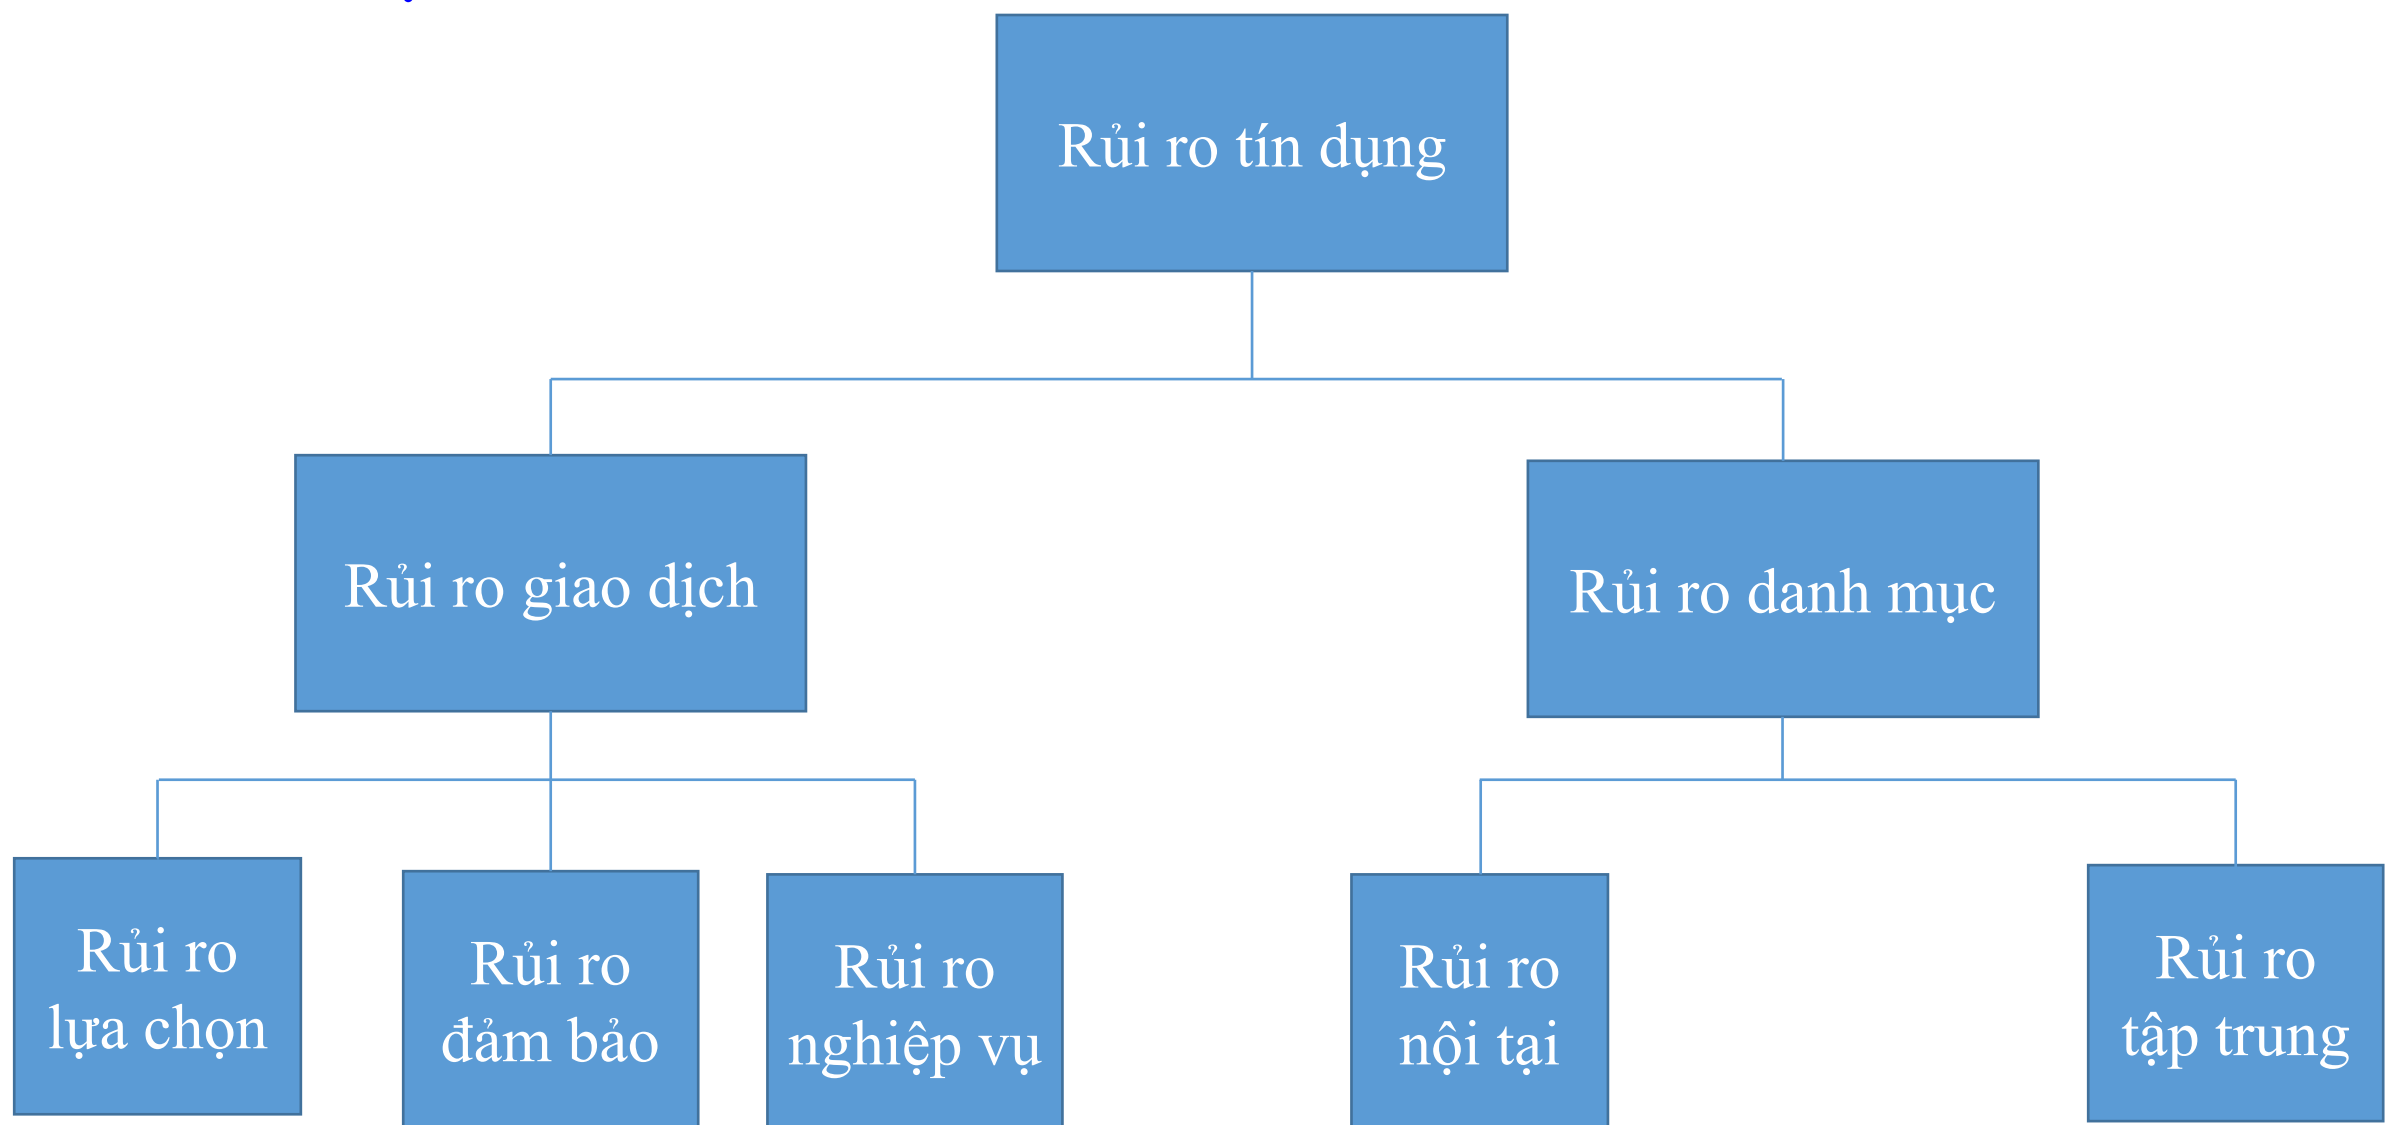 Rủi ro tín dụng
Rủi ro giao dịch
Rủi ro danh mục
Rủi ro
lựa chọn
Rủi ro
đảm bảo
Rủi ro
nghiệp vụ
Rủi ro
nội tại
Rủi ro
tập trung